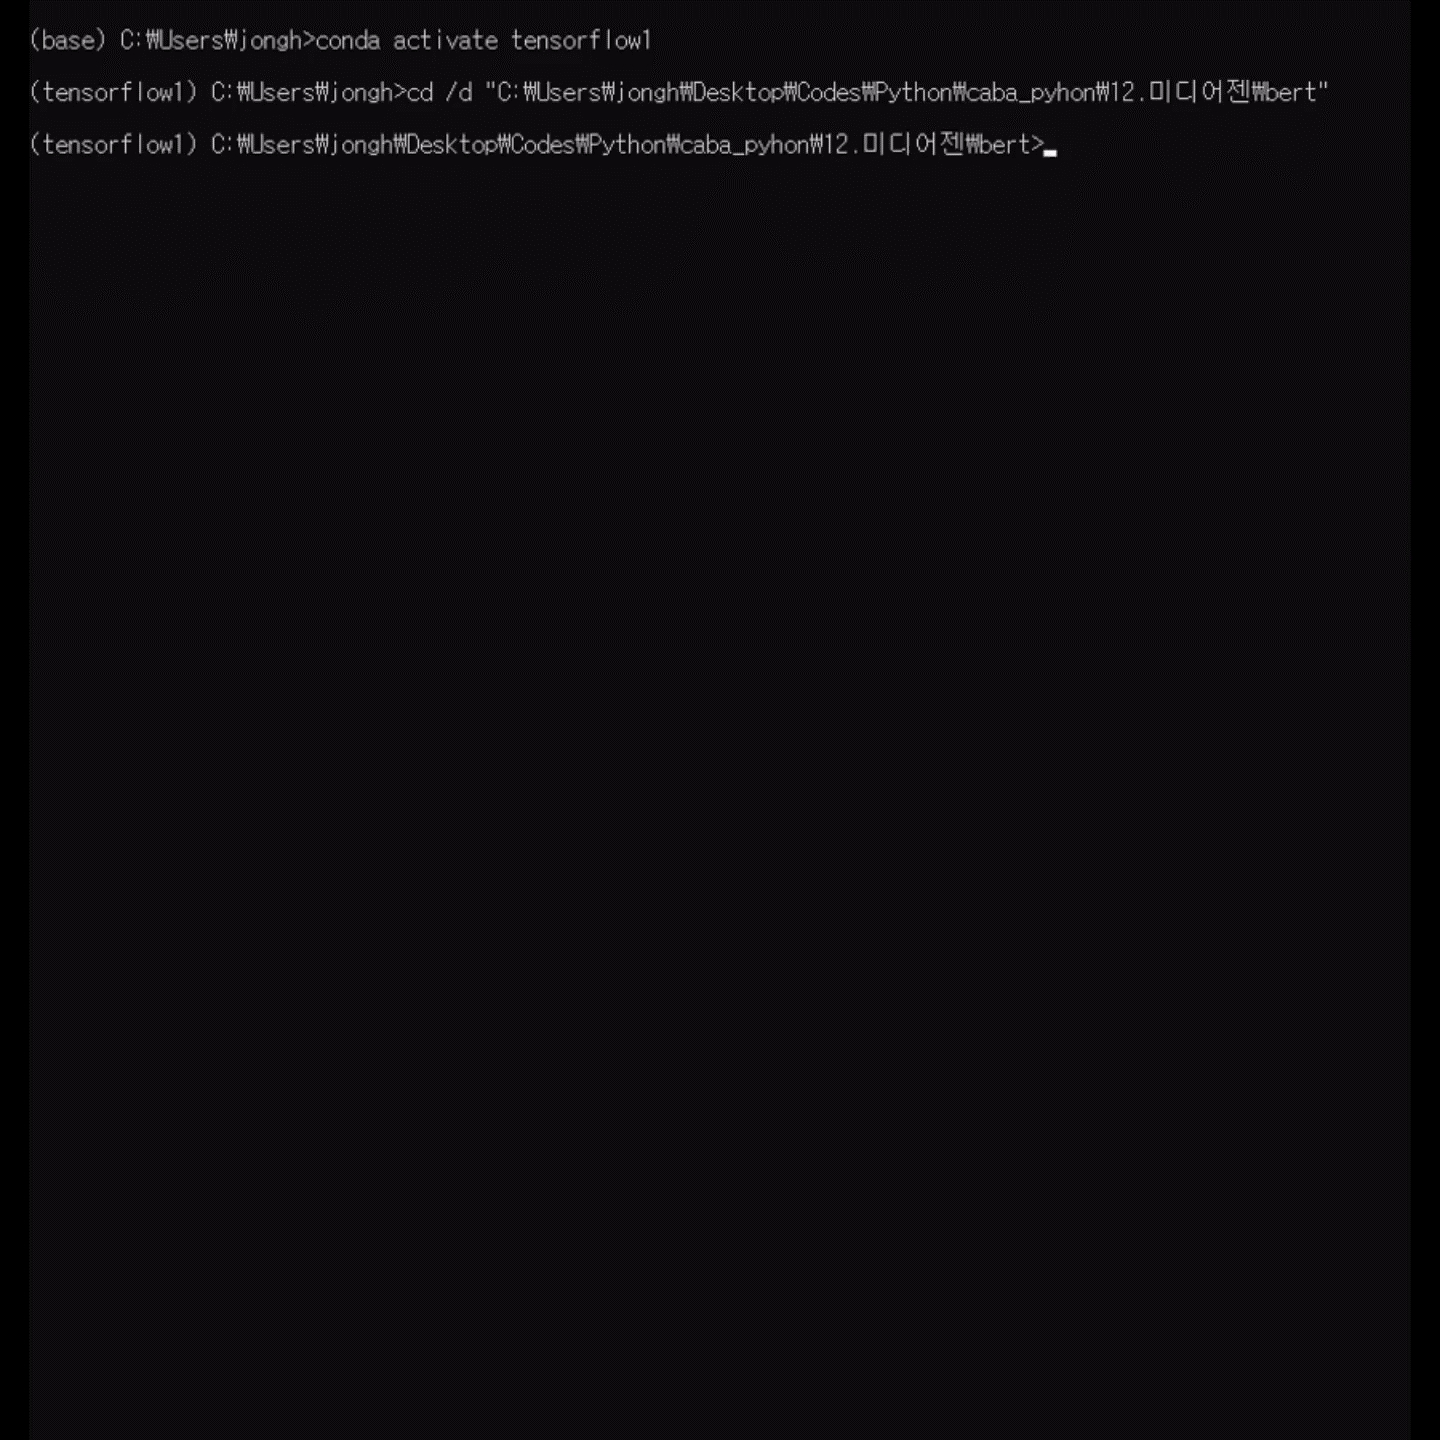 (base) C:₩Users₩jongh>conda activate tensorflow1
(tensorflow1) C:₩Users₩jongh>cd /d "C:₩Users₩jongh₩Desktop₩Codes₩Python₩caba_pyhon₩12.미디어젠₩bert"
(tensorflow1) C:₩Users₩jongh₩Desktop₩Codes₩Python₩caba_pyhon₩12.미디어젠₩bert>